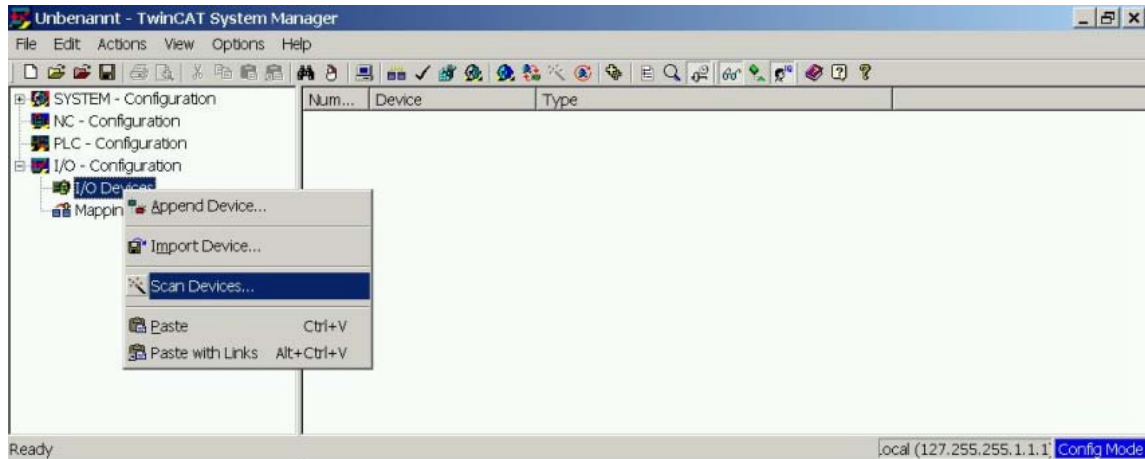 Unbenannt - TwinCAT System Manager
File Edit Actions View Options Help
SYSTEM - Configuration
NC - Configuration
PLC - Configuration
I/O - Configuration
I/O Devices
Mappin
Num... Device Type
Append Device...
Import Device...
Scan Devices...
Paste Ctrl+V
Paste with Links Alt+Ctrl+V
Ready
ocal (127.255.255.1.1.1) Config Mode